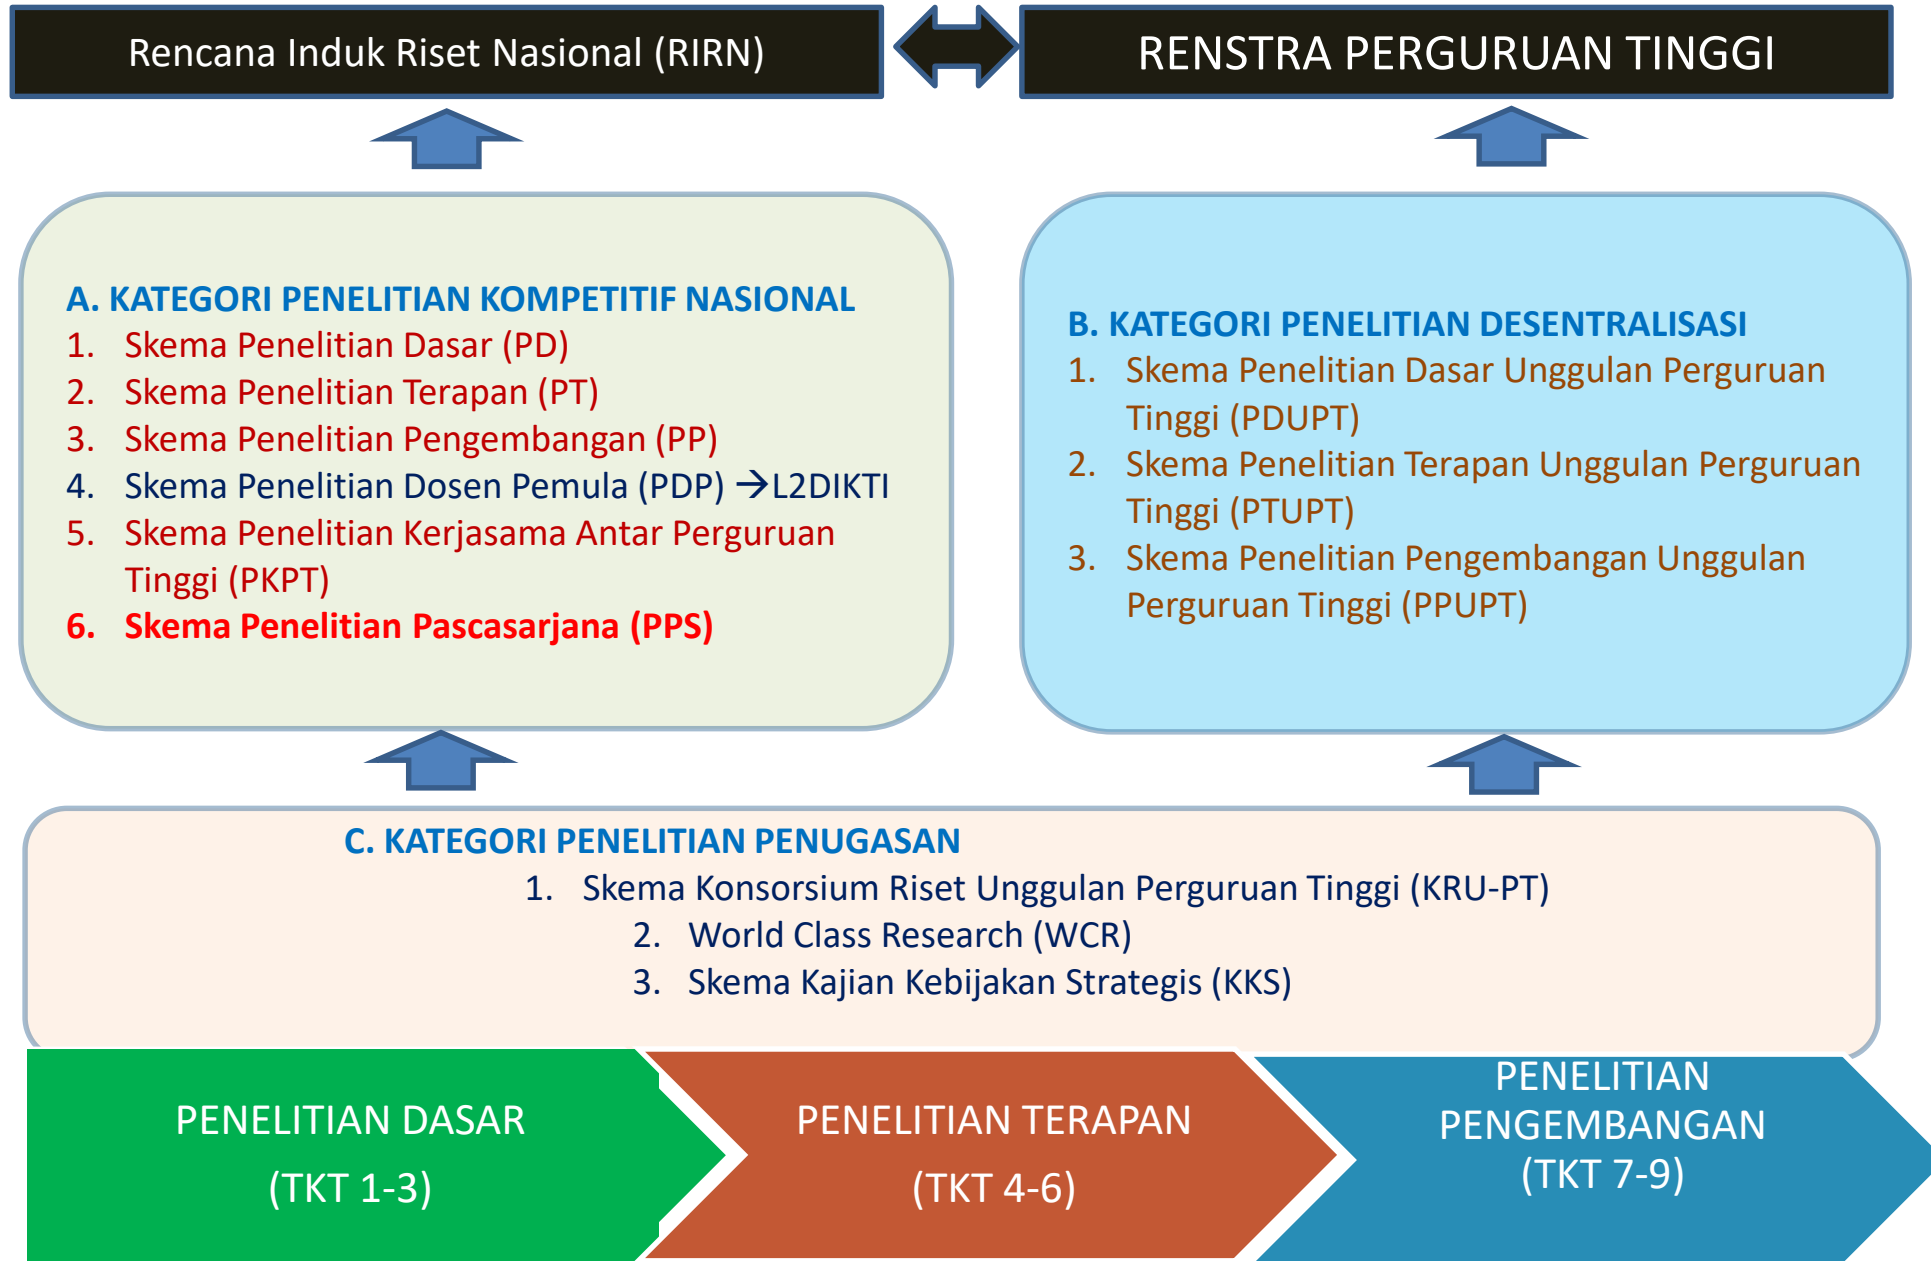 Rencana Induk Riset Nasional (RIRN)
RENSTRA PERGURUAN TINGGI
A. KATEGORI PENELITIAN KOMPETITIF NASIONAL
1. Skema Penelitian Dasar (PD)
2. Skema Penelitian Terapan (PT)
3. Skema Penelitian Pengembangan (PP)
4. Skema Penelitian Dosen Pemula (PDP) →L2DIKTI
5. Skema Penelitian Kerjasama Antar Perguruan
Tinggi (PKPT)
6. Skema Penelitian Pascasarjana (PPS)
B. KATEGORI PENELITIAN DESENTRALISASI
1. Skema Penelitian Dasar Unggulan Perguruan
Tinggi (PDUPT)
2. Skema Penelitian Terapan Unggulan Perguruan
Tinggi (PTUPT)
3. Skema Penelitian Pengembangan Unggulan
Perguruan Tinggi (PPUPT)
C. KATEGORI PENELITIAN PENUGASAN
1. Skema Konsorsium Riset Unggulan Perguruan Tinggi (KRU-PT)
2. World Class Research (WCR)
3. Skema Kajian Kebijakan Strategis (KKS)
PENELITIAN DASAR
(TKT 1-3)
PENELITIAN TERAPAN
(TKT 4-6)
PENELITIAN
PENGEMBANGAN
(TKT 7-9)